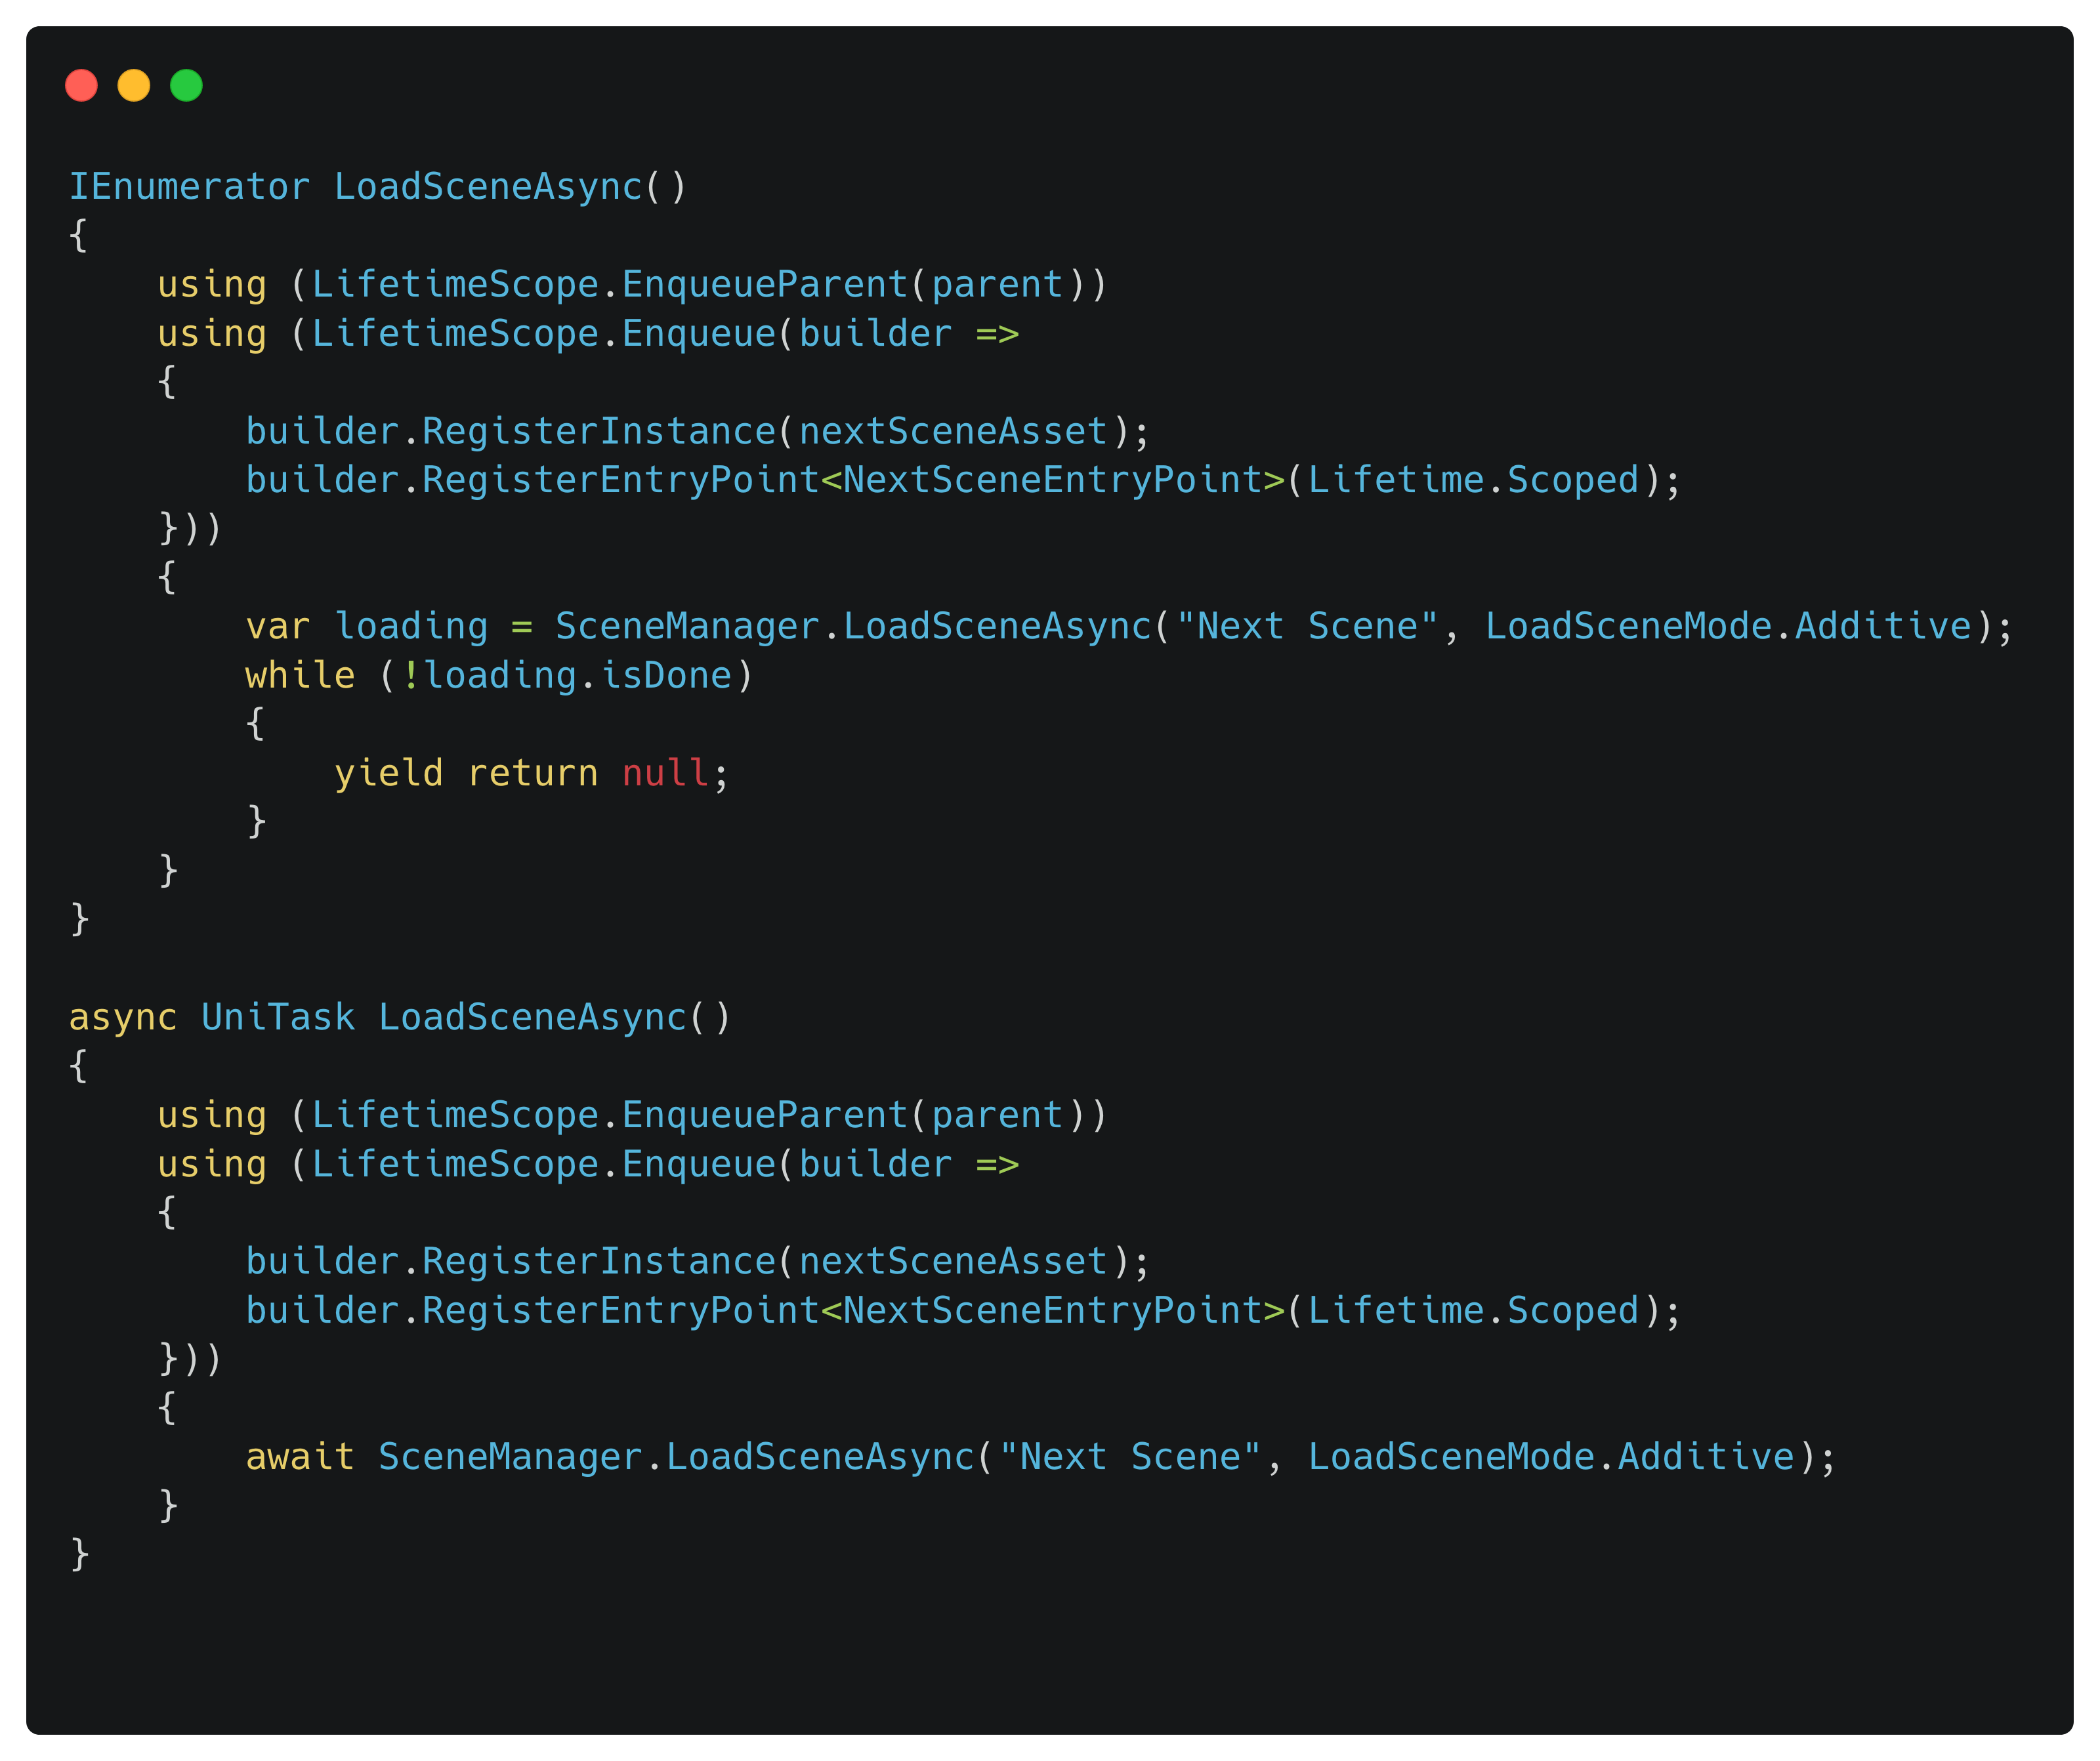 IEnumerator LoadSceneAsync()
{
    using (LifetimeScope.EnqueueParent(parent))
    using (LifetimeScope.Enqueue(builder =>
    {
        builder.RegisterInstance(nextSceneAsset);
        builder.RegisterEntryPoint<NextSceneEntryPoint>(Lifetime.Scoped);
    }))
    {
        var loading = SceneManager.LoadSceneAsync("Next Scene", LoadSceneMode.Additive);
        while (!loading.isDone)
        {
            yield return null;
        }
    }
}

async UniTask LoadSceneAsync()
{
    using (LifetimeScope.EnqueueParent(parent))
    using (LifetimeScope.Enqueue(builder =>
    {
        builder.RegisterInstance(nextSceneAsset);
        builder.RegisterEntryPoint<NextSceneEntryPoint>(Lifetime.Scoped);
    }))
    {
        await SceneManager.LoadSceneAsync("Next Scene", LoadSceneMode.Additive);
    }
}